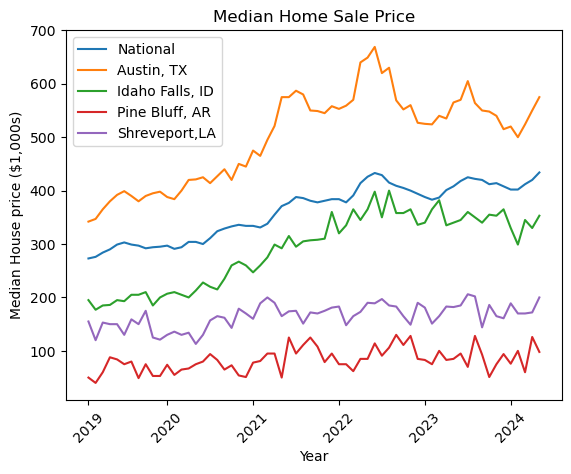 Median Home Sale Price
Median House price ($1,000s)
700
600
500
400
300
200
100
National
Austin, TX
Idaho Falls, ID
Pine Bluff, AR
Shreveport,LA
2019
2020
2021
2022
2023
2024
Year